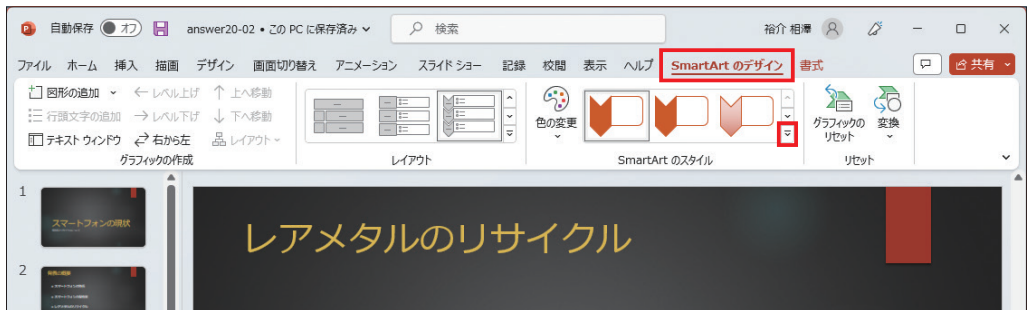 自動保存 オフ answer20-02 • この PC に保存済み 検索 裕介 相澤
ファイル ホーム 挿入 描画 デザイン 画面切り替え アニメーション スライド ショー 記録 校閲 表示 ヘルプ SmartArt のデザイン 書式 共有
図形の追加 レベル上げ 上へ移動
行頭文字の追加 レベル下げ 下へ移動
テキスト ウィンドウ 右から左 レイアウト
色の変更
グラフィックの リセット 変換
グラフィックの作成 レイアウト SmartArt のスタイル リセット
1
スマートフォンの現状
レアメタルのリサイクル
2